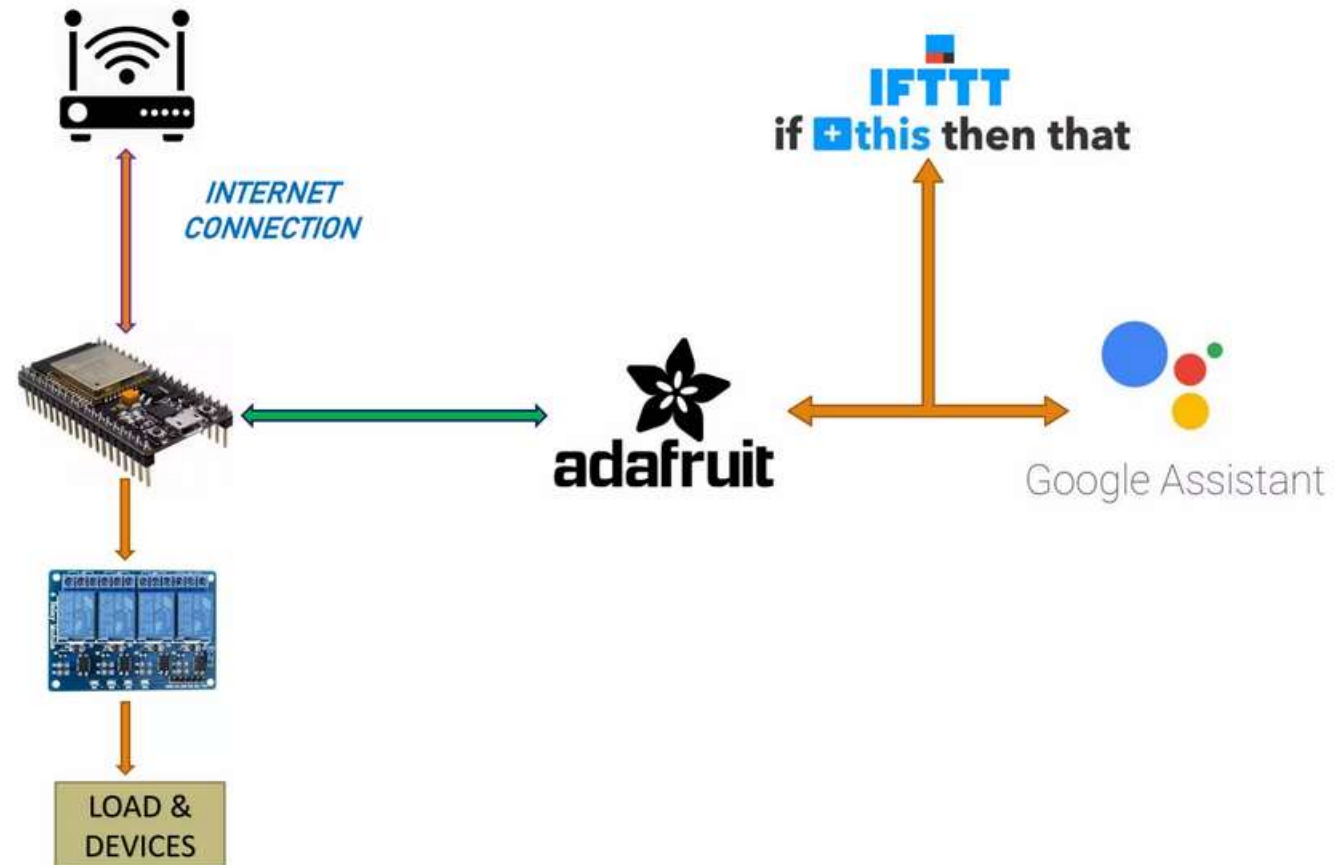 IFTTT
if +this then that
INTERNET
CONNECTION
adafruit
Google Assistant
LOAD &
DEVICES